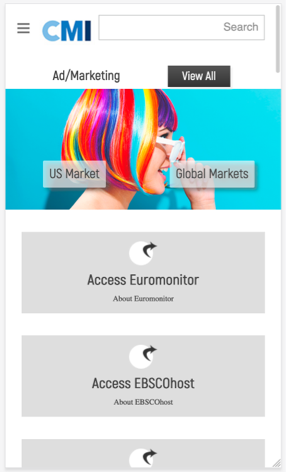 CMI
Search
Ad/Marketing
View All
US Market
Global Markets
Access Euromonitor
About Euromonitor
Access EBSCOhost
About EBSCOhost